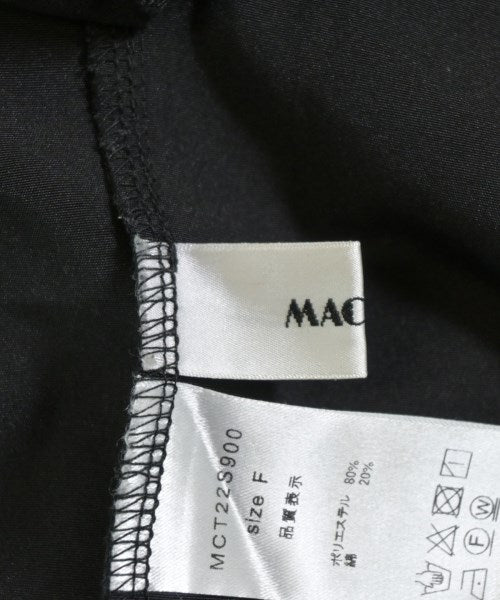 MAC
MCT22S900
size F
品質表示
ポリエステル 80%
綿 20%